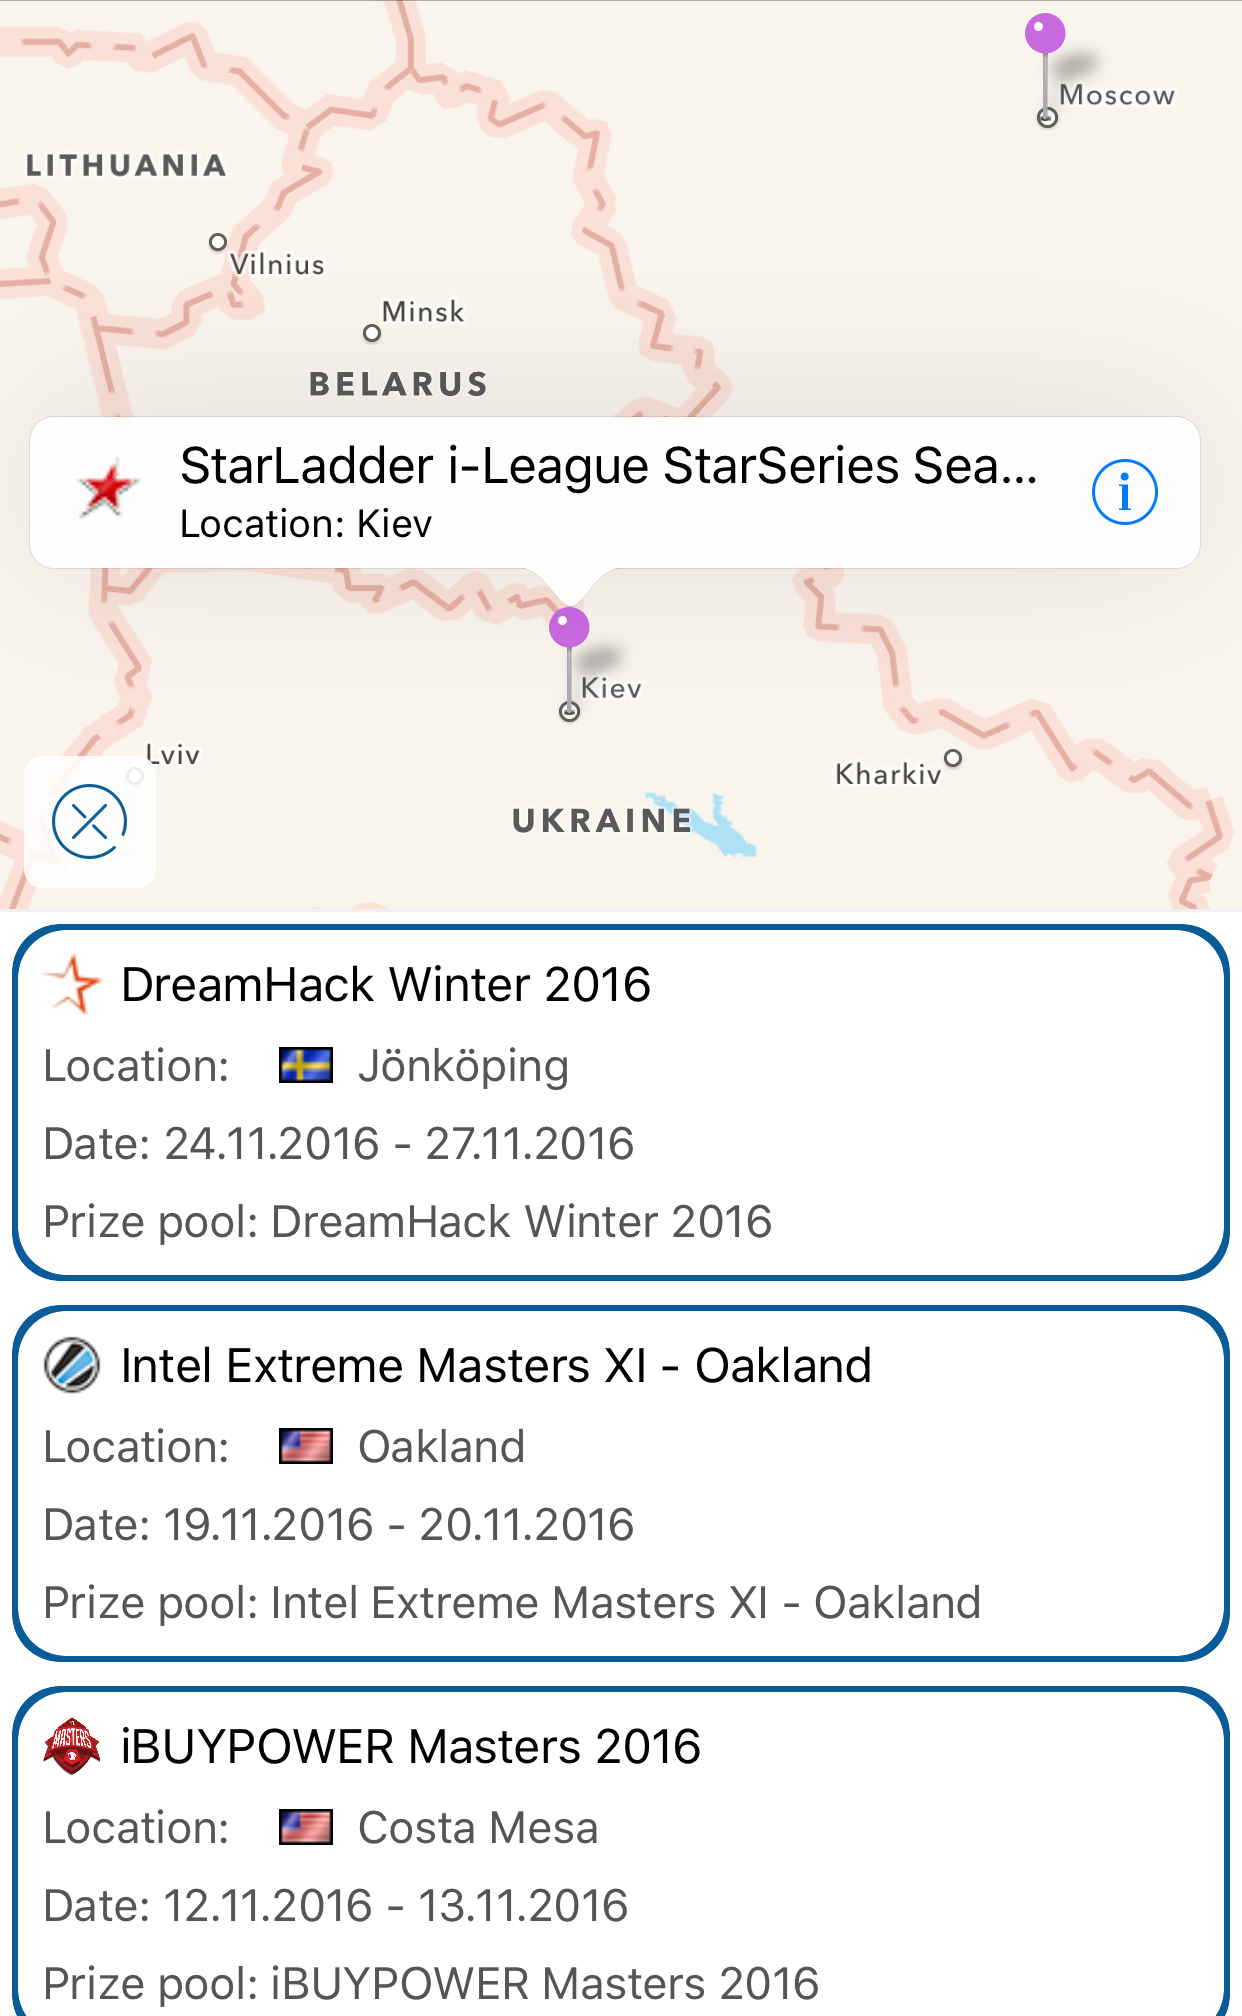 Moscow
LITHUANIA
Vilnius
Minsk
BELARUS
StarLadder i-League StarSeries Sea...
Location: Kiev
Kiev
Lviv
Kharkiv
UKRAINE
DreamHack Winter 2016
Location: Jönköping
Date: 24.11.2016 - 27.11.2016
Prize pool: DreamHack Winter 2016
Intel Extreme Masters XI - Oakland
Location: Oakland
Date: 19.11.2016 - 20.11.2016
Prize pool: Intel Extreme Masters XI - Oakland
MASTERS
iBUYPOWER Masters 2016
Location: Costa Mesa
Date: 12.11.2016 - 13.11.2016
Prize pool: iBUYPOWER Masters 2016